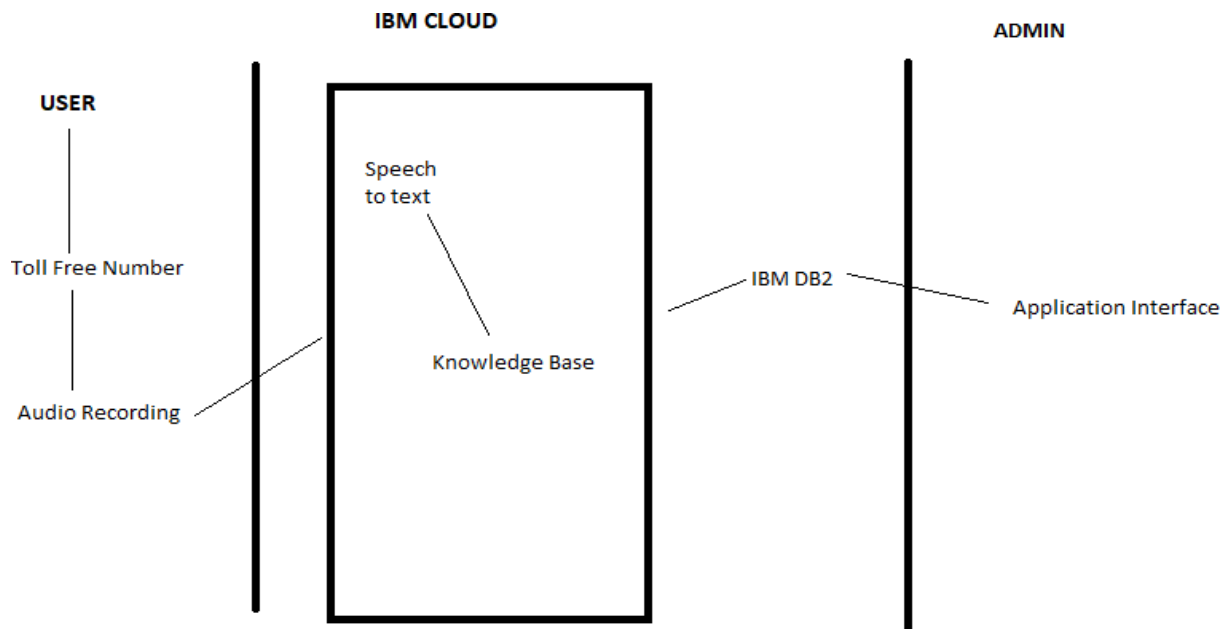 IBM CLOUD
ADMIN
USER
Speech
to text
Toll Free Number
IBM DB2
Application Interface
Knowledge Base
Audio Recording